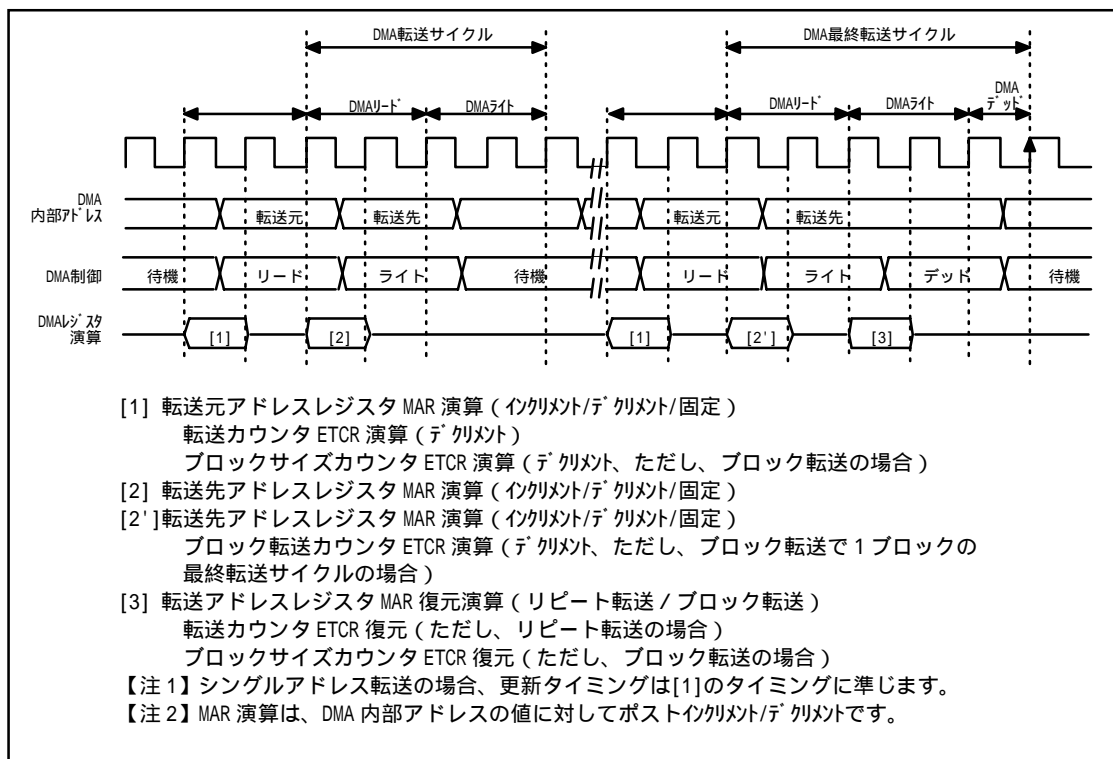 DMA転送サイクル
DMA最終転送サイクル
DMAリード
DMAライト
DMAリード
DMAライト
DMA
デッド
DMA
内部アドレス
転送元
転送先
転送元
転送先
DMA制御
待機
リード
ライト
待機
リード
ライト
デッド
待機
DMAレジスタ
演算
[1]
[2]
[1]
[2']
[3]
[1] 転送元アドレスレジスタ MAR 演算(インクリメント/デクリメント/固定)
転送カウンタ ETCR 演算(デクリメント)
ブロックサイズカウンタ ETCR 演算(デクリメント、ただし、ブロック転送の場合)
[2] 転送先アドレスレジスタ MAR 演算(インクリメント/デクリメント/固定)
[2']転送先アドレスレジスタ MAR 演算(インクリメント/デクリメント/固定)
ブロック転送カウンタ ETCR 演算(デクリメント、ただし、ブロック転送で 1 ブロックの
最終転送サイクルの場合)
[3] 転送アドレスレジスタ MAR 復元演算(リピート転送/ブロック転送)
転送カウンタ ETCR 復元(ただし、リピート転送の場合)
ブロックサイズカウンタ ETCR 復元(ただし、ブロック転送の場合)
【注 1】シングルアドレス転送の場合、更新タイミングは[1]のタイミングに準じます。
【注 2】MAR 演算は、DMA 内部アドレスの値に対してポストインクリメント/デクリメントです。